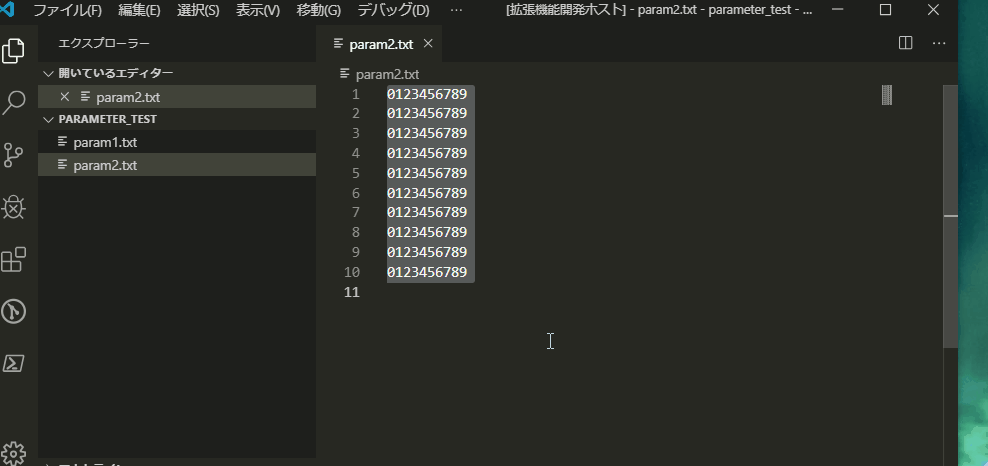 ファイル(F) 編集(E) 選択(S) 表示(V) 移動(G) デバッグ(D) ··· [拡張機能開発ホスト] - param2.txt - parameter_test - ...
エクスプローラー
param2.txt
開いているエディター
param2.txt
PARAMETER_TEST
param1.txt
param2.txt
param2.txt
1 0123456789
2 0123456789
3 0123456789
4 0123456789
5 0123456789
6 0123456789
7 0123456789
8 0123456789
9 0123456789
10 0123456789
11